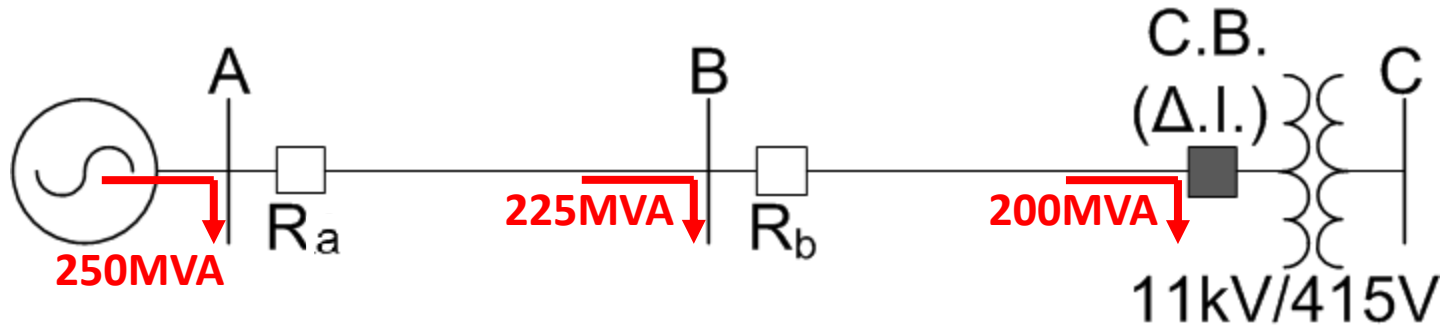 A
B
C.B.
(Δ.I.)
C
Ra
Rb
250MVA
225MVA
200MVA
11kV/415V